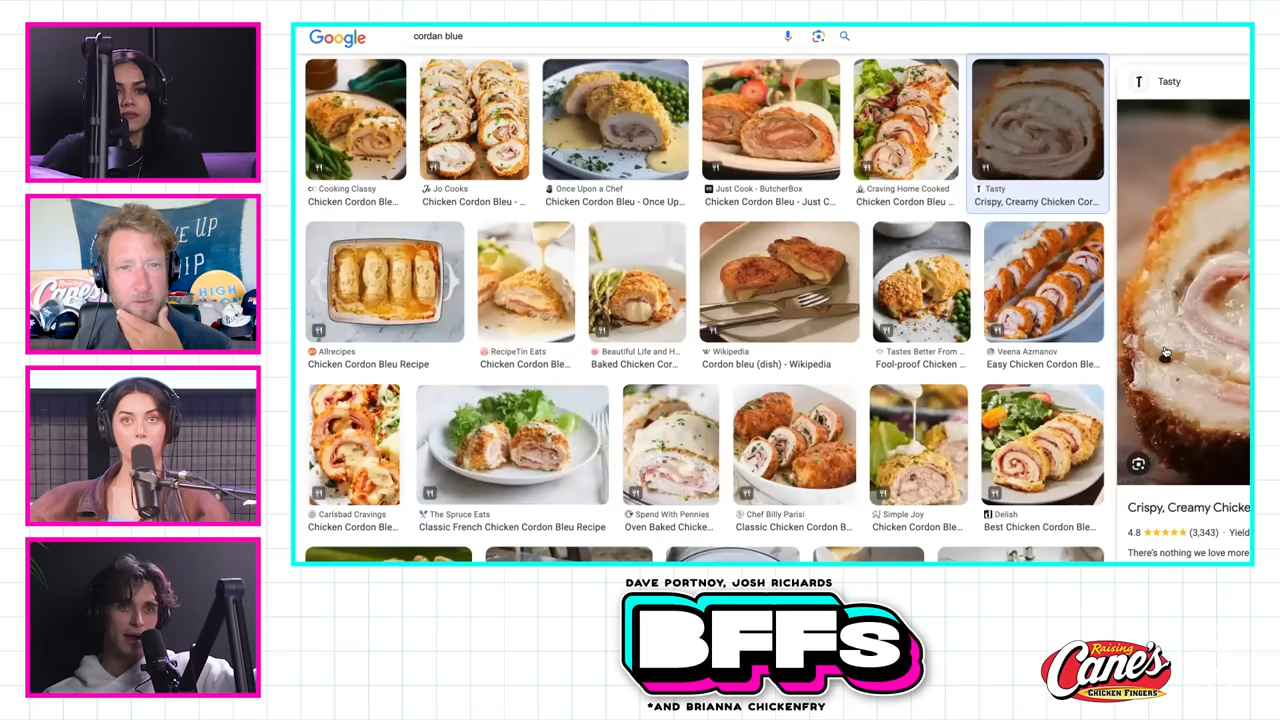 Google
cordan blue
Cooking Classy
Chicken Cordon Ble...
Jo Cooks
Chicken Cordon Bleu - ...
Once Upon a Chef
Chicken Cordon Bleu - Once Up...
Just Cook - ButcherBox
Chicken Cordon Bleu - Just C...
Craving Home Cooked
Chicken Cordon Bleu ...
T Tasty
Crispy, Creamy Chicken Cor...
T Tasty
Allrecipes
Chicken Cordon Bleu Recipe
RecipeTin Eats
Chicken Cordon Ble...
Beautiful Life and H...
Baked Chicken Cor...
W Wikipedia
Cordon bleu (dish) - Wikipedia
Tastes Better From ...
Fool-proof Chicken ...
Veena Azmanov
Easy Chicken Cordon Ble...
Carlsbad Cravings
Chicken Cordon Ble...
The Spruce Eats
Classic French Chicken Cordon Bleu Recipe
Spend With Pennies
Oven Baked Chicke...
Chef Billy Parisi
Classic Chicken Cordon B...
Simple Joy
Chicken Cordon Ble...
Delish
Best Chicken Cordon Ble...
Crispy, Creamy Chicke
4.8 ★★★★★ (3,343) · Yield
There's nothing we love more
VE UP
HIP
Raising
Cane's
HIGH
DAVE PORTNOY, JOSH RICHARDS
BFFs
*AND BRIANNA CHICKENFRY
Raising
Cane's
CHICKEN FINGERS